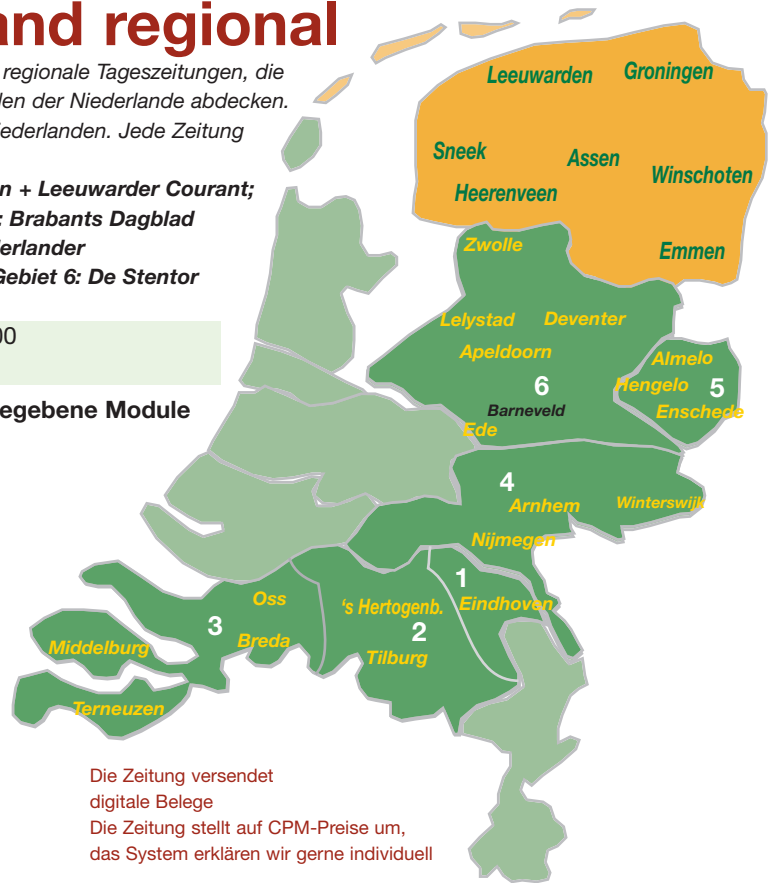 and regional
regionale Tageszeitungen, die
den der Niederlande abdecken.
iederlanden. Jede Zeitung
n + Leeuwarder Courant;
: Brabants Dagblad
derlander
Gebiet 6: De Stentor
00
egebene Module
Leeuwarden
Groningen
Sneek
Assen
Winschoten
Heerenveen
Emmen
Zwolle
Lelystad
Deventer
Apeldoorn
Almelo
6
Hengelo
5
Barneveld
Enschede
Ede
4
Arnhem
Winterswijk
Nijmegen
1
Oss
's Hertogenb.
Eindhoven
3
2
Breda
Middelburg
Tilburg
Terneuzen
Die Zeitung versendet
digitale Belege
Die Zeitung stellt auf CPM-Preise um,
das System erklären wir gerne individuell